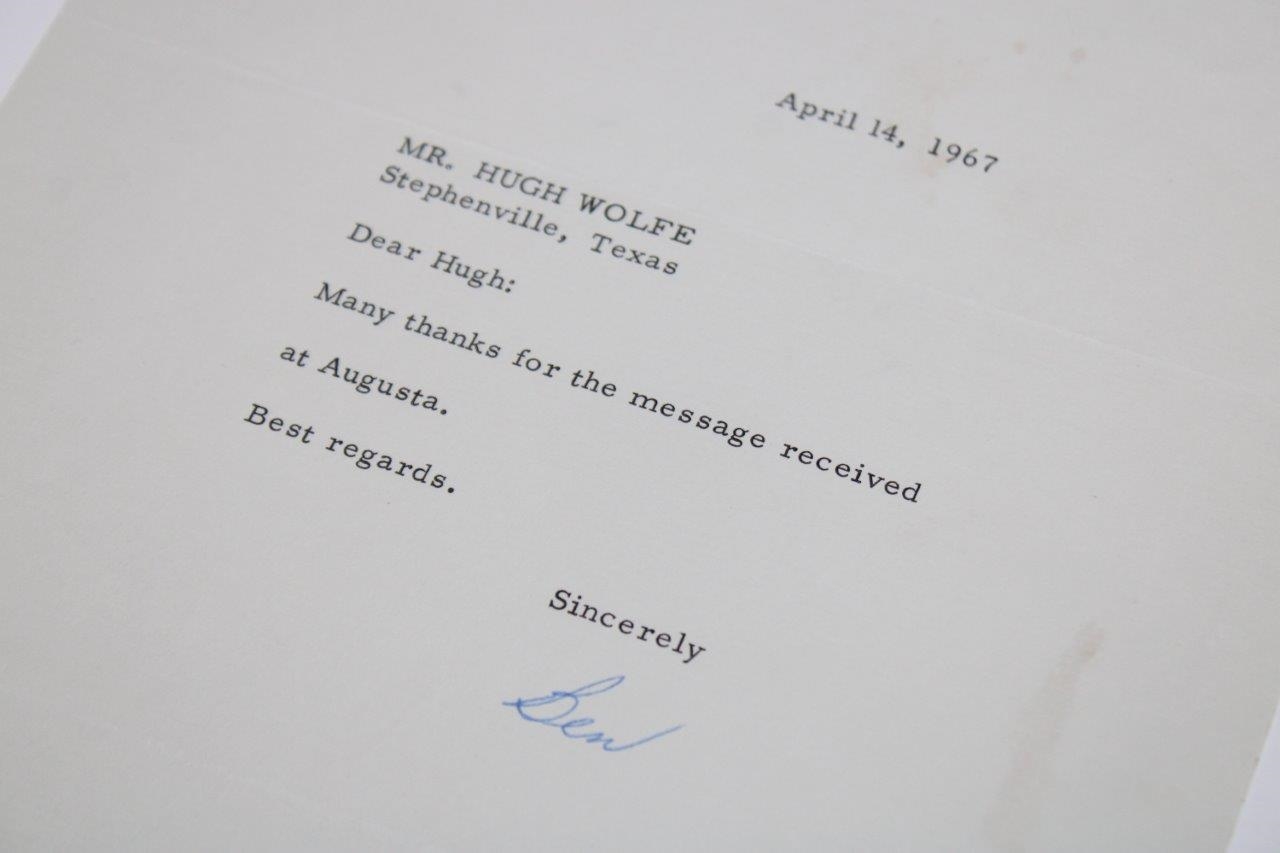 April 14, 1967
MR. HUGH WOLFE
Stephenville, Texas
Dear Hugh:
Many thanks for the message received
at Augusta.
Best regards.
Sincerely
Ben